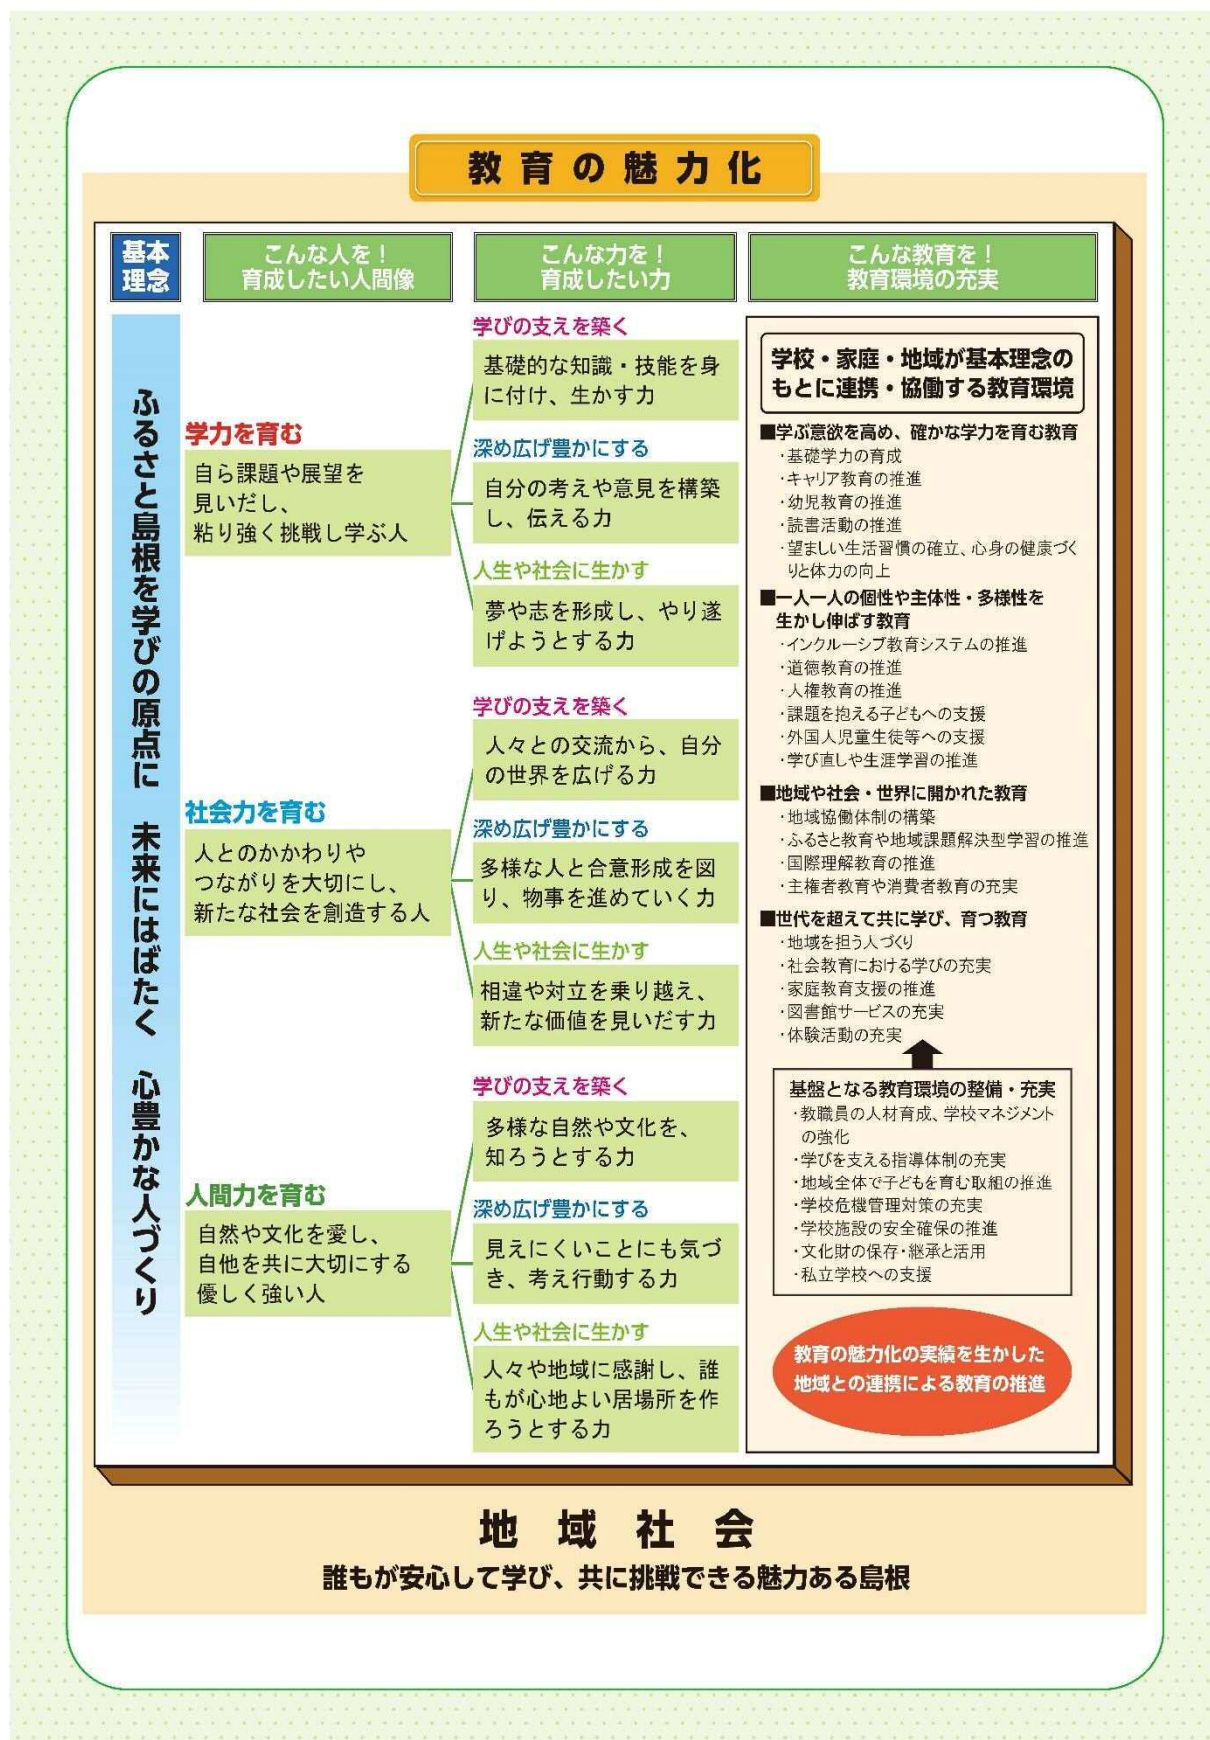 教育の魅力化
基本
理念
こんな人を！
育成したい人間像
こんな力を！
育成したい力
こんな教育を！
教育環境の充実
ふるさと島根を学びの原点に　未来にはばたく　心豊かな人づくり
学力を育む
自ら課題や展望を
見いだし、
粘り強く挑戦し学ぶ人
学びの支えを築く
基礎的な知識・技能を身
に付け、生かす力
深め広げ豊かにする
自分の考えや意見を構築
し、伝える力
人生や社会に生かす
夢や志を形成し、やり遂
げようとする力
社会力を育む
人とのかかわりや
つながりを大切にし、
新たな社会を創造する人
学びの支えを築く
人々との交流から、自分
の世界を広げる力
深め広げ豊かにする
多様な人と合意形成を図
り、物事を進めていく力
人生や社会に生かす
相違や対立を乗り越え、
新たな価値を見いだす力
人間力を育む
自然や文化を愛し、
自他を共に大切にする
優しく強い人
学びの支えを築く
多様な自然や文化を、
知ろうとする力
深め広げ豊かにする
見えにくいことにも気づ
き、考え行動する力
人生や社会に生かす
人々や地域に感謝し、誰
もが心地よい居場所を作
ろうとする力
学校・家庭・地域が基本理念の
もとに連携・協働する教育環境
■学ぶ意欲を高め、確かな学力を育む教育
・基礎学力の育成
・キャリア教育の推進
・幼児教育の推進
・読書活動の推進
・望ましい生活習慣の確立、心身の健康づく
りと体力の向上
■一人一人の個性や主体性・多様性を
生かし伸ばす教育
・インクルーシブ教育システムの推進
・道徳教育の推進
・人権教育の推進
・課題を抱える子どもへの支援
・外国人児童生徒等への支援
・学び直しや生涯学習の推進
■地域や社会・世界に開かれた教育
・地域協働体制の構築
・ふるさと教育や地域課題解決型学習の推進
・国際理解教育の推進
・主権者教育や消費者教育の充実
■世代を超えて共に学び、育つ教育
・地域を担う人づくり
・社会教育における学びの充実
・家庭教育支援の推進
・図書館サービスの充実
・体験活動の充実
基盤となる教育環境の整備・充実
・教職員の人材育成、学校マネジメント
の強化
・学びを支える指導体制の充実
・地域全体で子どもを育む取組の推進
・学校危機管理対策の充実
・学校施設の安全確保の推進
・文化財の保存・継承と活用
・私立学校への支援
教育の魅力化の実績を生かした
地域との連携による教育の推進
地域社会
誰もが安心して学び、共に挑戦できる魅力ある島根